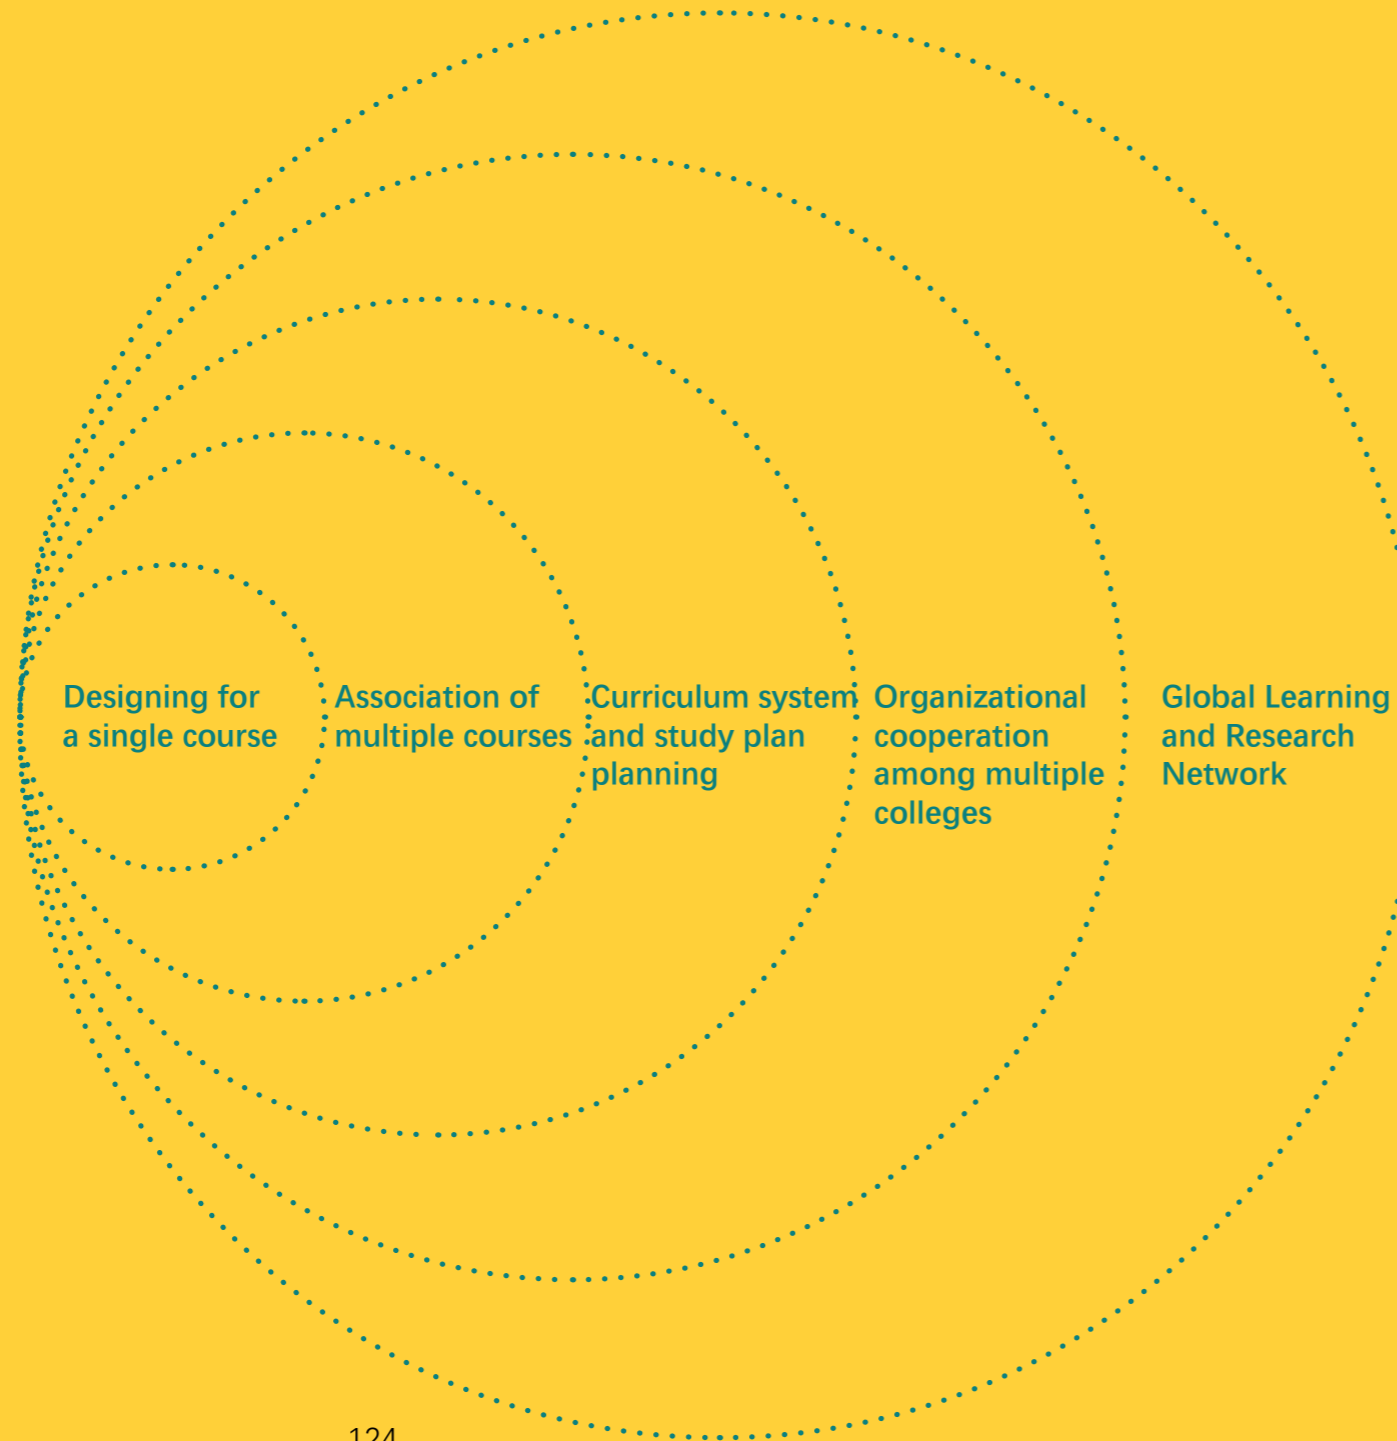 Designing for
a single course
Association of
multiple courses
Curriculum system
and study plan
planning
Organizational
cooperation
among multiple
colleges
Global Learning
and Research
Network
124